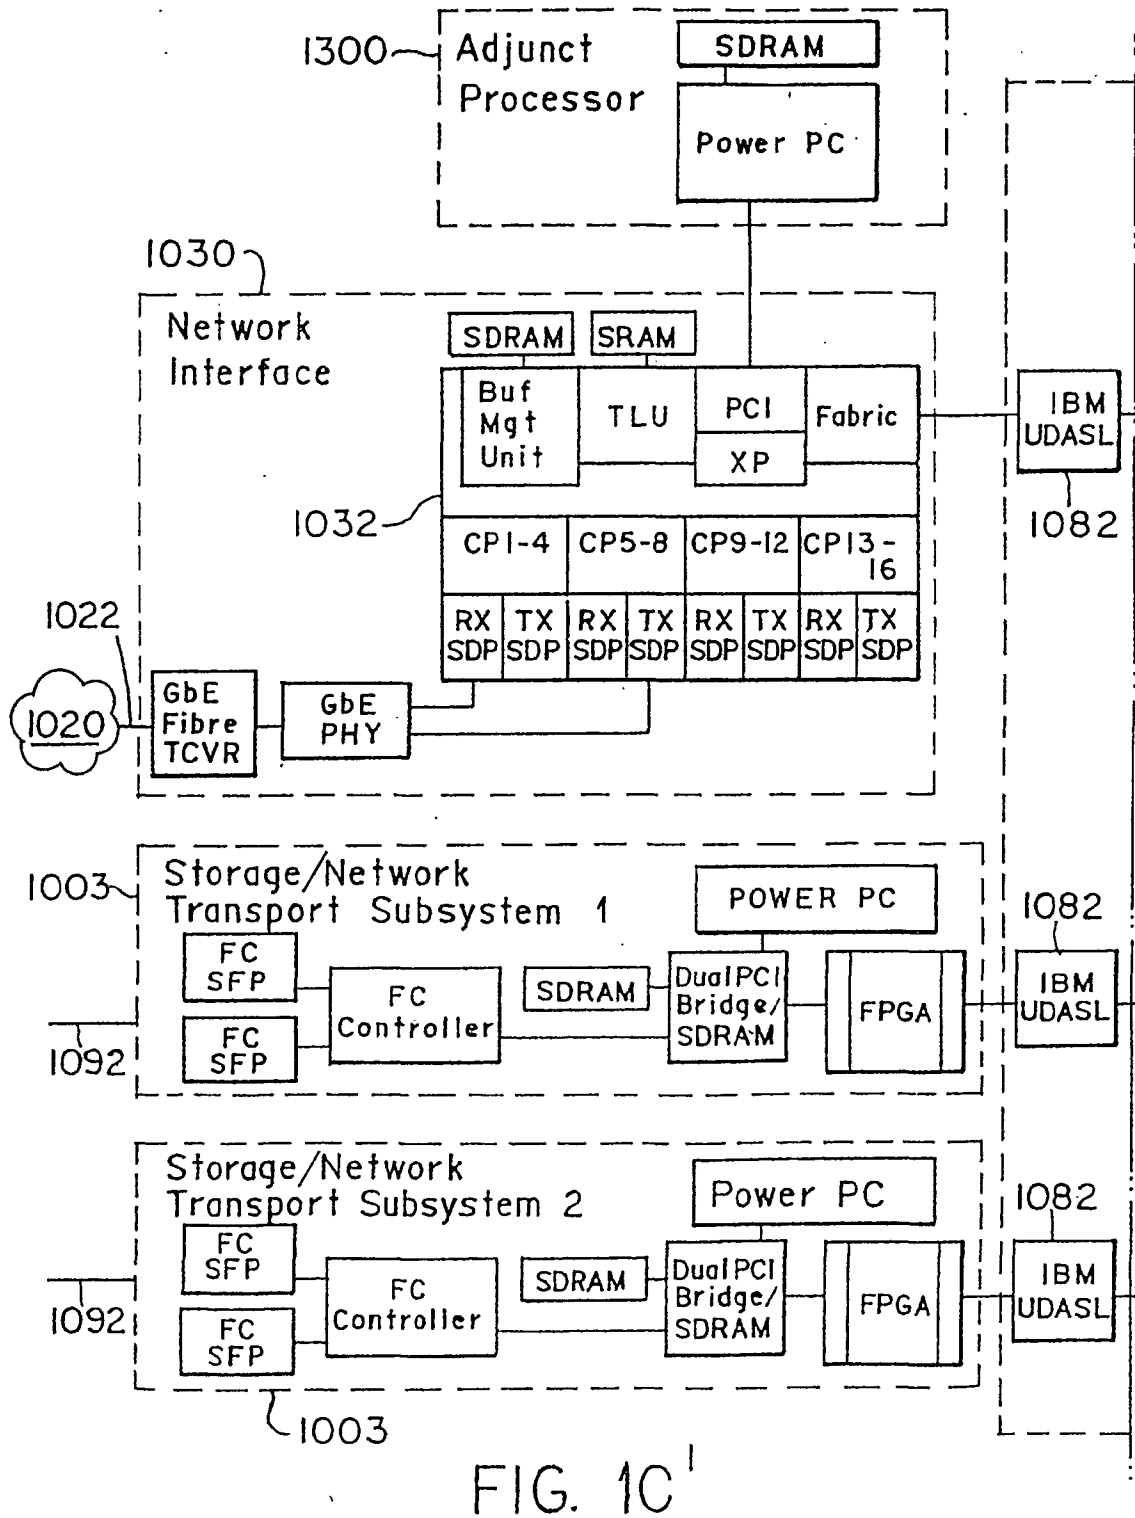 1300
Adjunct
Processor
SDRAM
Power PC
1030
Network
Interface
SDRAM
SRAM
Buf
Mgt
Unit
TLU
PCI
XP
Fabric
IBM
UDASL
1082
1032
CP1-4
CP5-8
CP9-12
CP13-
16
RX
SDP
TX
SDP
RX
SDP
TX
SDP
RX
SDP
TX
SDP
RX
SDP
TX
SDP
1022
1020
GbE
Fibre
TCVR
GbE
PHY
1003
Storage/Network
Transport Subsystem 1
POWER PC
FC
SFP
FC
SFP
FC
Controller
SDRAM
Dual PCI
Bridge/
SDRAM
FPGA
1082
IBM
UDASL
1092
Storage/Network
Transport Subsystem 2
Power PC
FC
SFP
FC
SFP
FC
Controller
SDRAM
Dual PCI
Bridge/
SDRAM
FPGA
1082
IBM
UDASL
1092
1003
FIG. 1C'